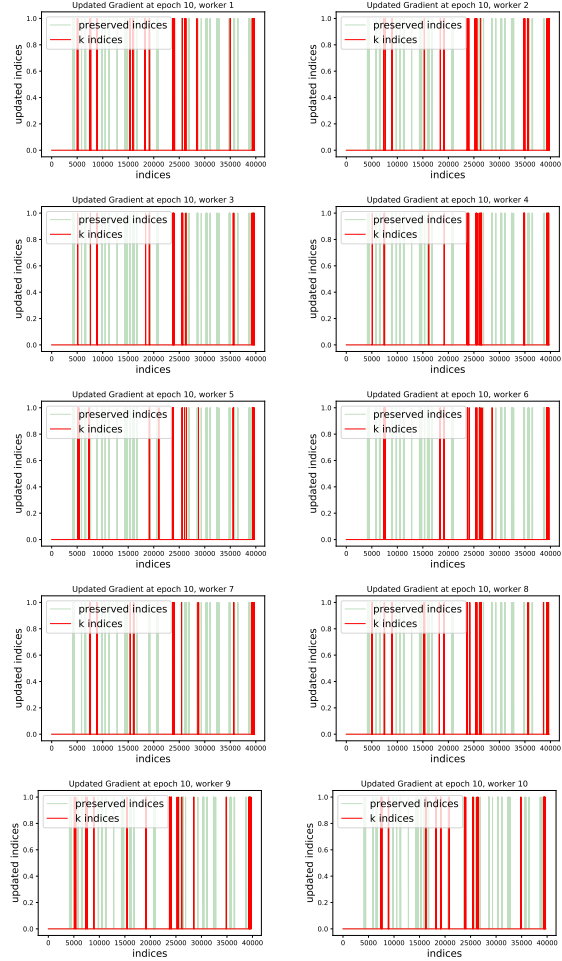 Updated Gradient at epoch 10, worker 1
updated indices
1.0
0.8
0.6
0.4
0.2
0.0
preserved indices
k indices
0 5000 10000 15000 20000 25000 30000 35000 40000
indices
Updated Gradient at epoch 10, worker 2
updated indices
1.0
0.8
0.6
0.4
0.2
0.0
preserved indices
k indices
0 5000 10000 15000 20000 25000 30000 35000 40000
indices
Updated Gradient at epoch 10, worker 3
updated indices
1.0
0.8
0.6
0.4
0.2
0.0
preserved indices
k indices
0 5000 10000 15000 20000 25000 30000 35000 40000
indices
Updated Gradient at epoch 10, worker 4
updated indices
1.0
0.8
0.6
0.4
0.2
0.0
preserved indices
k indices
0 5000 10000 15000 20000 25000 30000 35000 40000
indices
Updated Gradient at epoch 10, worker 5
updated indices
1.0
0.8
0.6
0.4
0.2
0.0
preserved indices
k indices
0 5000 10000 15000 20000 25000 30000 35000 40000
indices
Updated Gradient at epoch 10, worker 6
updated indices
1.0
0.8
0.6
0.4
0.2
0.0
preserved indices
k indices
0 5000 10000 15000 20000 25000 30000 35000 40000
indices
Updated Gradient at epoch 10, worker 7
updated indices
1.0
0.8
0.6
0.4
0.2
0.0
preserved indices
k indices
0 5000 10000 15000 20000 25000 30000 35000 40000
indices
Updated Gradient at epoch 10, worker 8
updated indices
1.0
0.8
0.6
0.4
0.2
0.0
preserved indices
k indices
0 5000 10000 15000 20000 25000 30000 35000 40000
indices
Updated Gradient at epoch 10, worker 9
updated indices
1.0
0.8
0.6
0.4
0.2
0.0
preserved indices
k indices
0 5000 10000 15000 20000 25000 30000 35000 40000
indices
Updated Gradient at epoch 10, worker 10
updated indices
1.0
0.8
0.6
0.4
0.2
0.0
preserved indices
k indices
0 5000 10000 15000 20000 25000 30000 35000 40000
indices